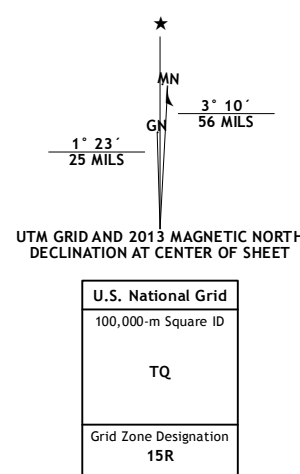 MN
GN
3° 10´
56 MILS
1° 23´
25 MILS
UTM GRID AND 2013 MAGNETIC NORTH
DECLINATION AT CENTER OF SHEET
U.S. National Grid
100,000-m Square ID
TQ
Grid Zone Designation
15R